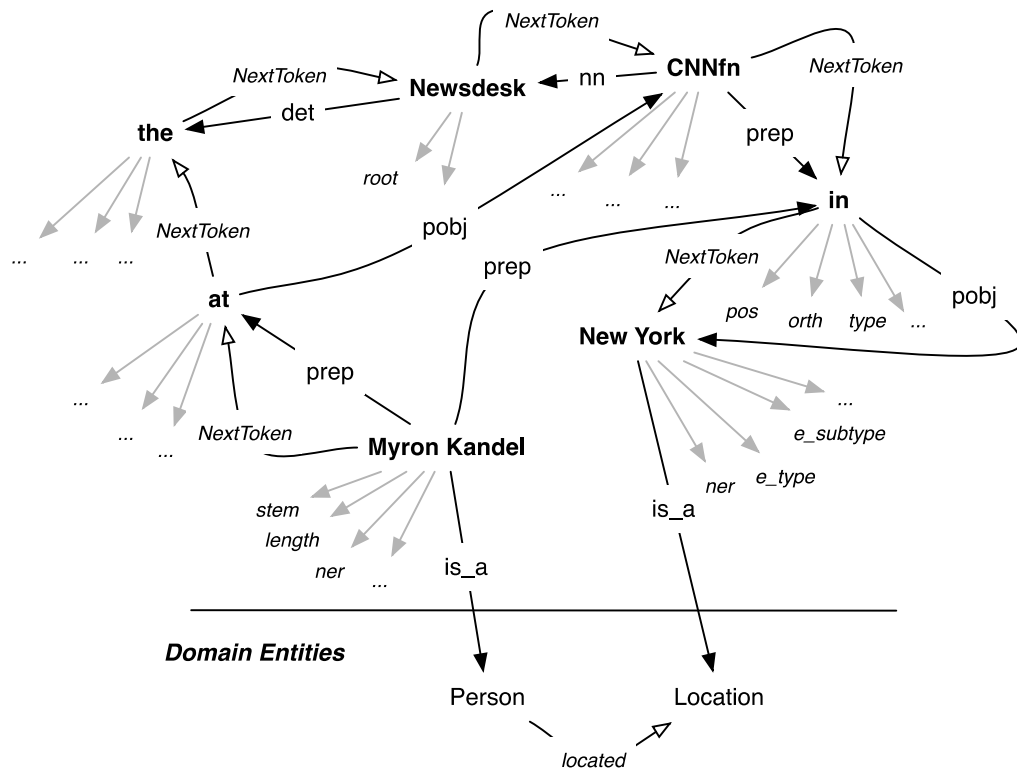 NextToken
NextToken
CNNfn
NextToken
Newsdesk
nn
NextToken
det
the
prep
root
...
...
...
in
NextToken
pobj
...
...
...
prep
NextToken
at
pos
orth
type
...
pobj
New York
prep
...
...
...
NextToken
Myron Kandel
...
e_subtype
e_type
ner
stem
length
ner
...
is_a
is_a
Domain Entities
Person
Location
located